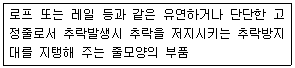 로프 또는 레일 등과 같은 유연하거나 단단한 고
정줄로서 추락발생시 추락을 저지시키는 추락방지
대를 지탱해 주는 줄모양의 부품